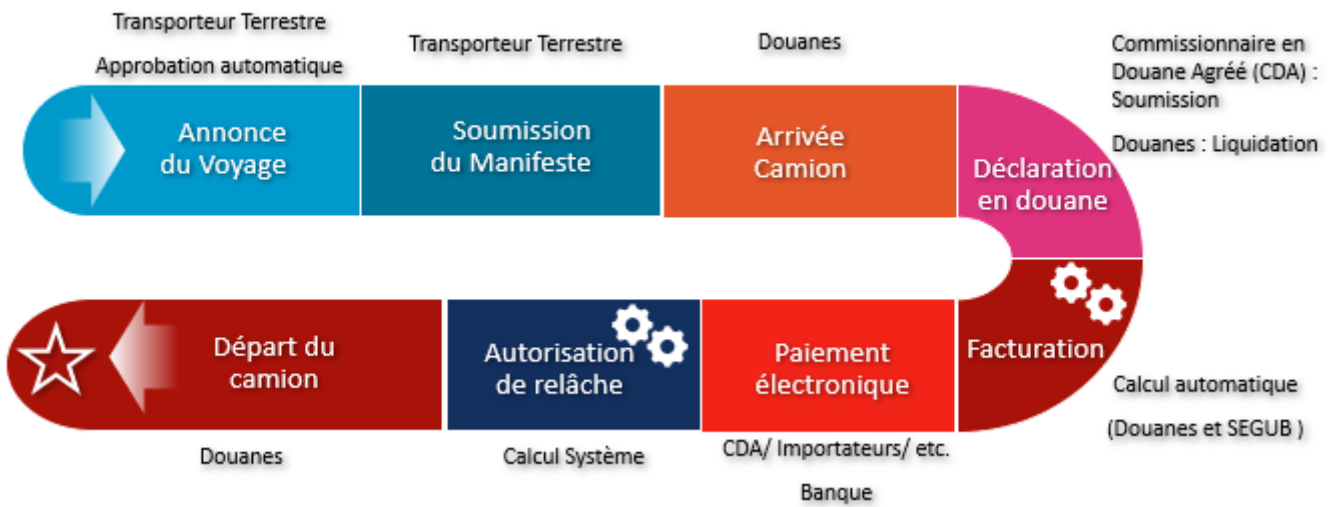 Transporteur Terrestre
Approbation automatique
Transporteur Terrestre
Douanes
Commissionnaire en
Douane Agréé (CDA) :
Soumission
Douanes : Liquidation
Annonce
du Voyage
Soumission
du Manifeste
Arrivée
Camion
Déclaration
en douane
Facturation
Calcul automatique
(Douanes et SEGUB )
Paiement
électronique
CDA/ Importateurs/ etc.
Banque
Autorisation
de relâche
Calcul Système
Départ du
camion
Douanes